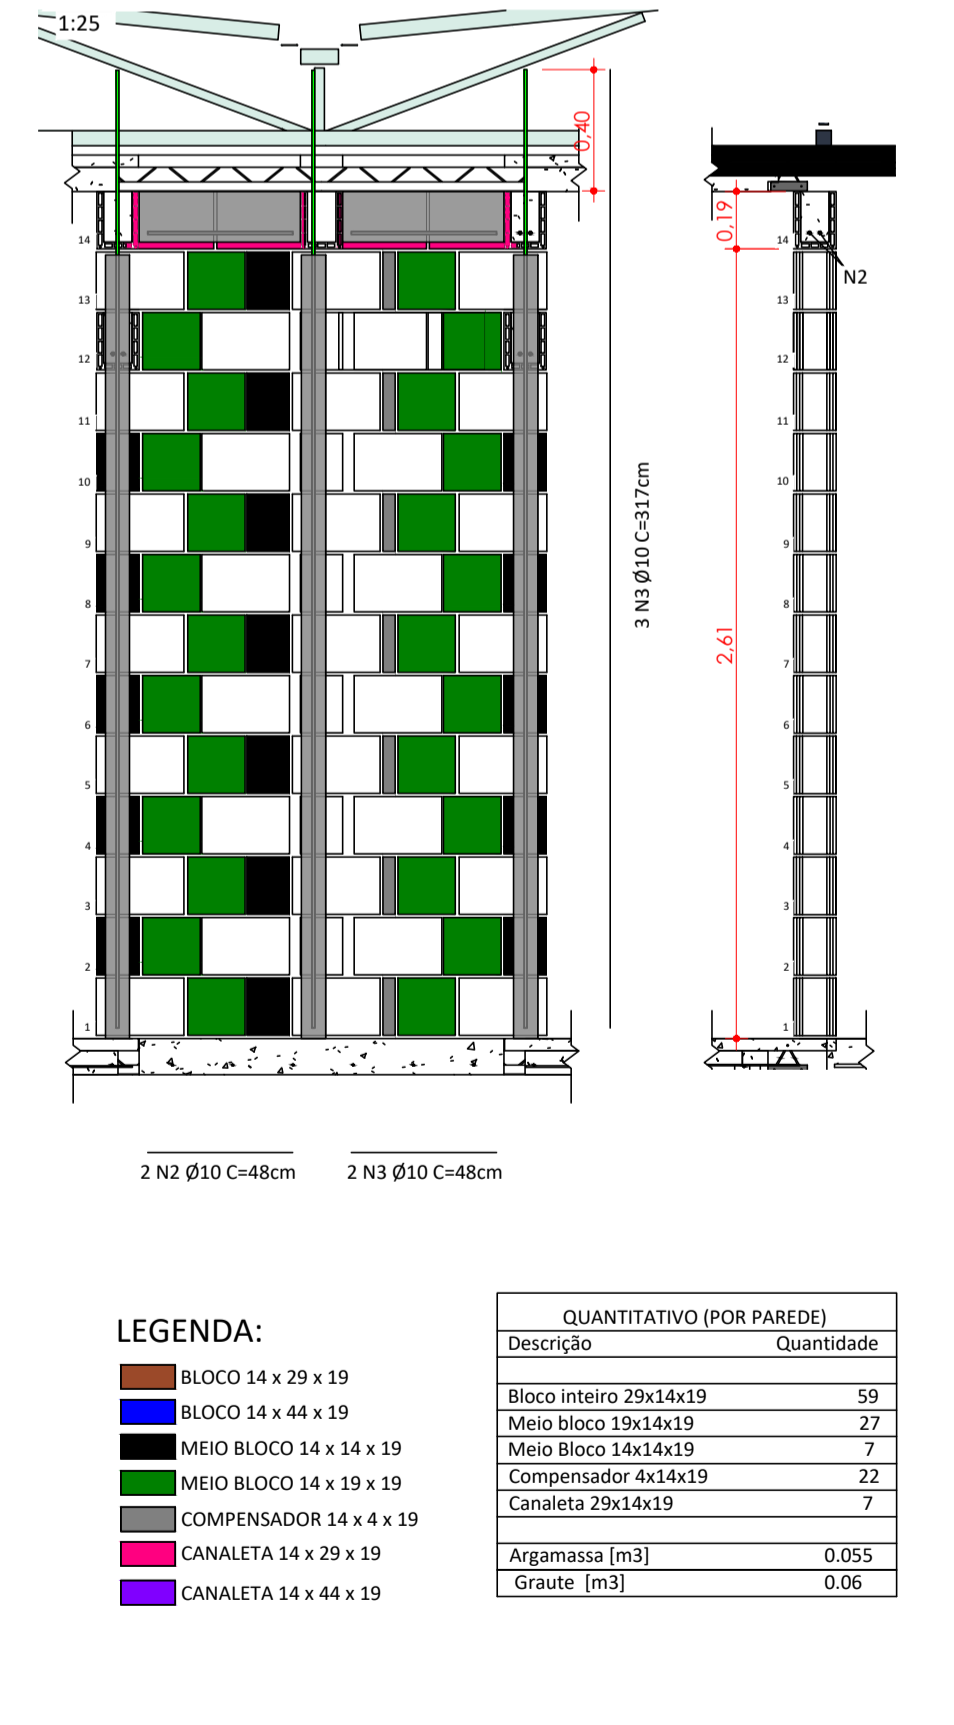 1:25
0,40
0,19
14
14
N2
13
13
12
12
11
11
10
10
3 N3 Ø10 C=317cm
9
9
8
8
2,61
7
7
6
6
5
5
4
4
3
3
2
2
1
1
2 N2 Ø10 C=48cm
2 N3 Ø10 C=48cm
LEGENDA:
BLOCO 14 x 29 x 19
BLOCO 14 x 44 x 19
MEIO BLOCO 14 x 14 x 19
MEIO BLOCO 14 x 19 x 19
COMPENSADOR 14 x 4 x 19
CANALETA 14 x 29 x 19
CANALETA 14 x 44 x 19
QUANTITATIVO (POR PAREDE)
Descrição Quantidade
Bloco inteiro 29x14x19 59
Meio bloco 19x14x19 27
Meio Bloco 14x14x19 7
Compensador 4x14x19 22
Canaleta 29x14x19 7
Argamassa [m3] 0.055
Graute [m3] 0.06